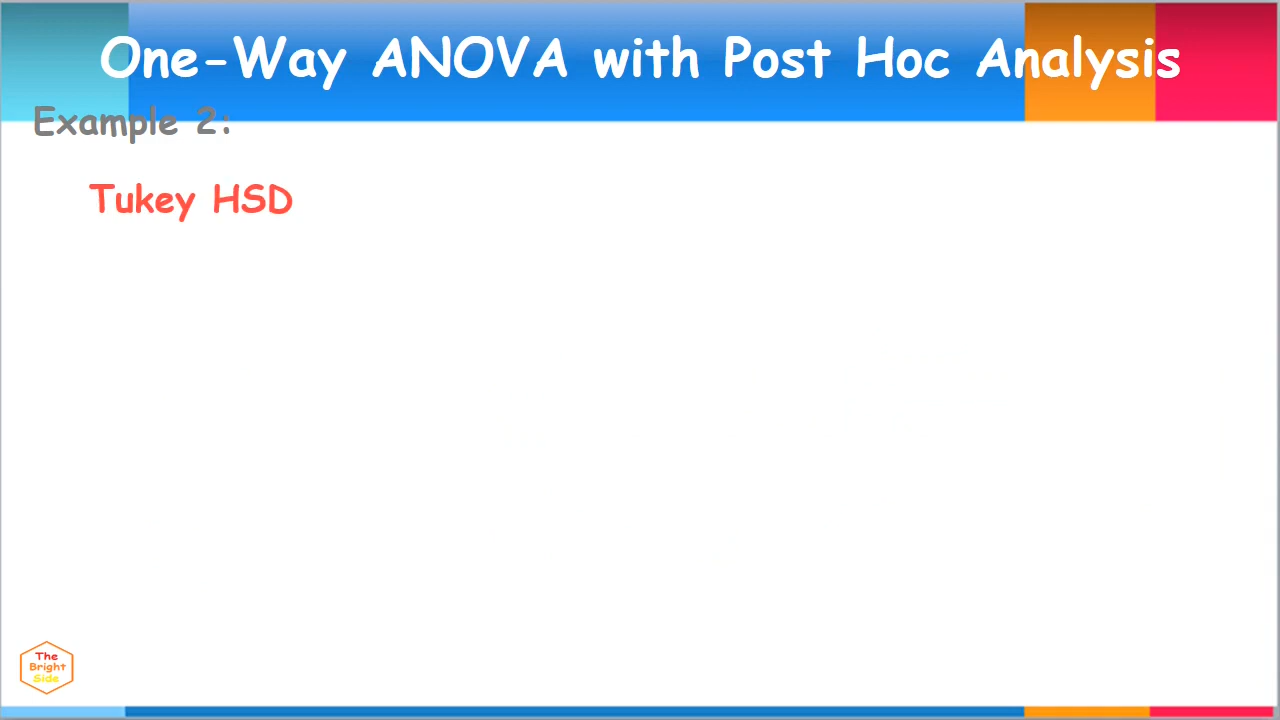 One-Way ANOVA with Post Hoc Analysis
Example 2:
Tukey HSD
The
Bright
Side